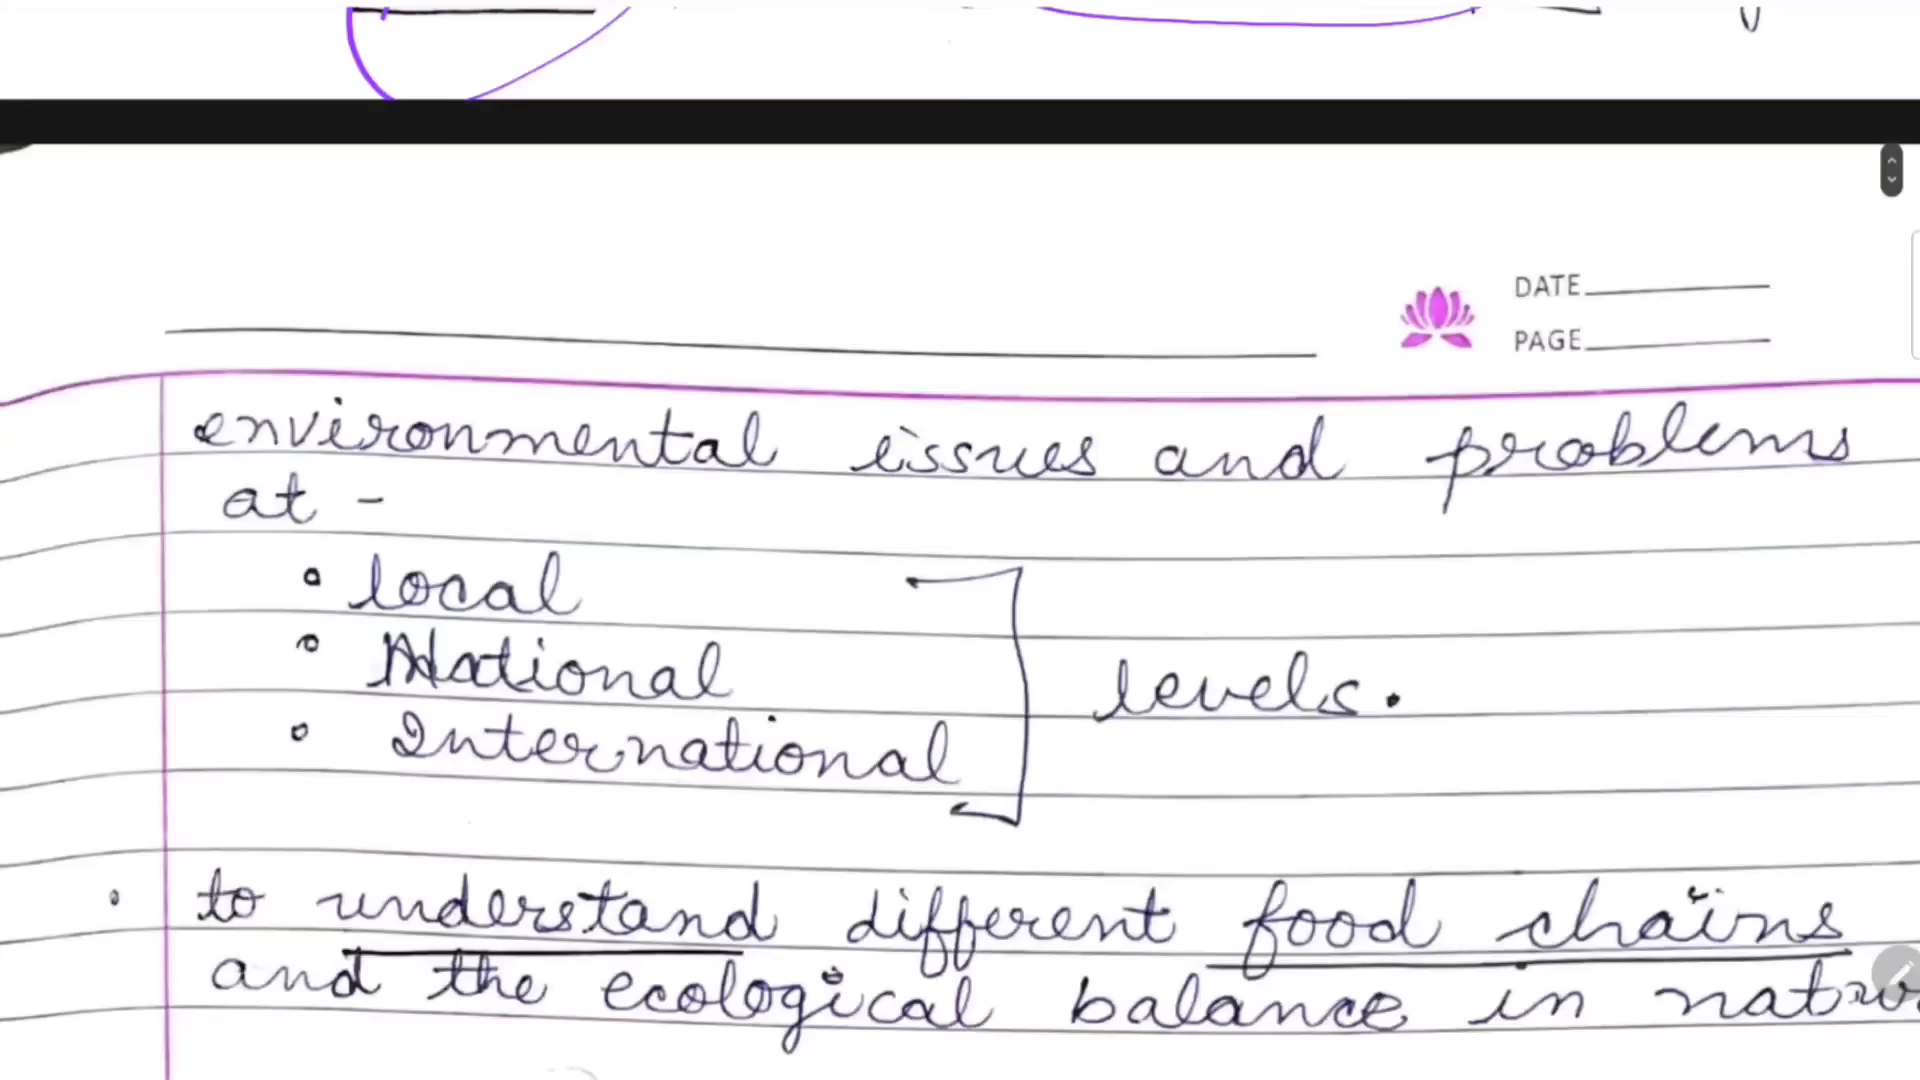 DATE
PAGE
environmental issues and problems
at -
• local
• National
• International
levels.
• to understand different food chains
and the ecological balance in